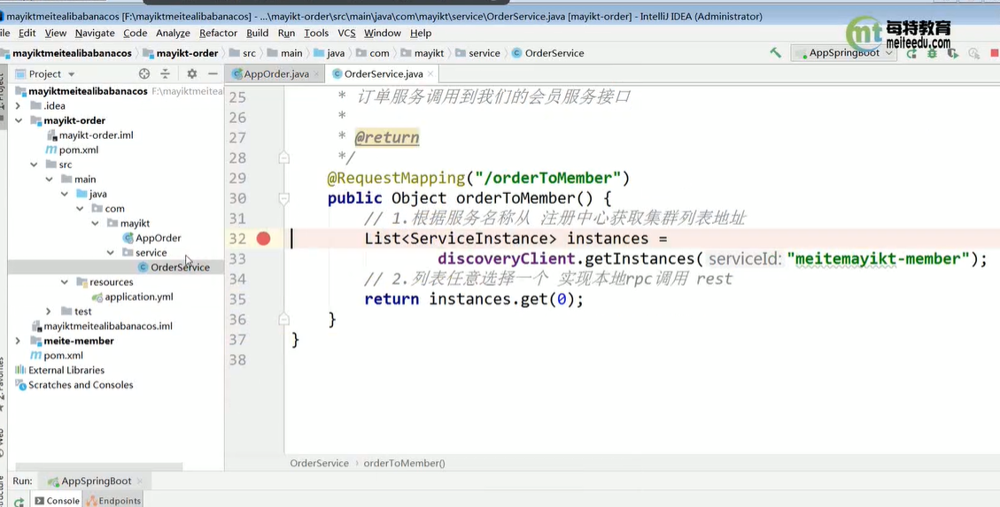 mayiktmeitealibabanacos [F:\mayiktmeitealibabanacos] - ...\mayikt-order\src\main\java\com\mayikt\service\OrderService.java [mayikt-order] - IntelliJ IDEA (Administrator)
ile Edit View Navigate Code Analyze Refactor Build Run Tools VCS Window Help
mt 每特教育
meiteedu.com
mayiktmeitealibabanacos mayikt-order src main java com mayikt service OrderService
AppSpringBoot
Project
AppOrder.java
OrderService.java
mayiktmeitealibabanacos F:\mayiktmeitea
.idea
mayikt-order
mayikt-order.iml
pom.xml
src
main
java
com
mayikt
AppOrder
service
OrderService
resources
application.yml
test
mayiktmeitealibabanacos.iml
meite-member
pom.xml
External Libraries
Scratches and Consoles
25 * 订单服务调用到我们的会员服务接口
26 *
27 * @return
28 */
29 @RequestMapping("/orderToMember")
30 public Object orderToMember() {
31 // 1.根据服务名称从 注册中心获取集群列表地址
32 List<ServiceInstance> instances =
33 discoveryClient.getInstances( serviceId: "meitemayikt-member");
34 // 2.列表任意选择一个 实现本地rpc调用 rest
35 return instances.get(0);
36 }
37 }
38
OrderService › orderToMember()
Run: AppSpringBoot
Console Endpoints